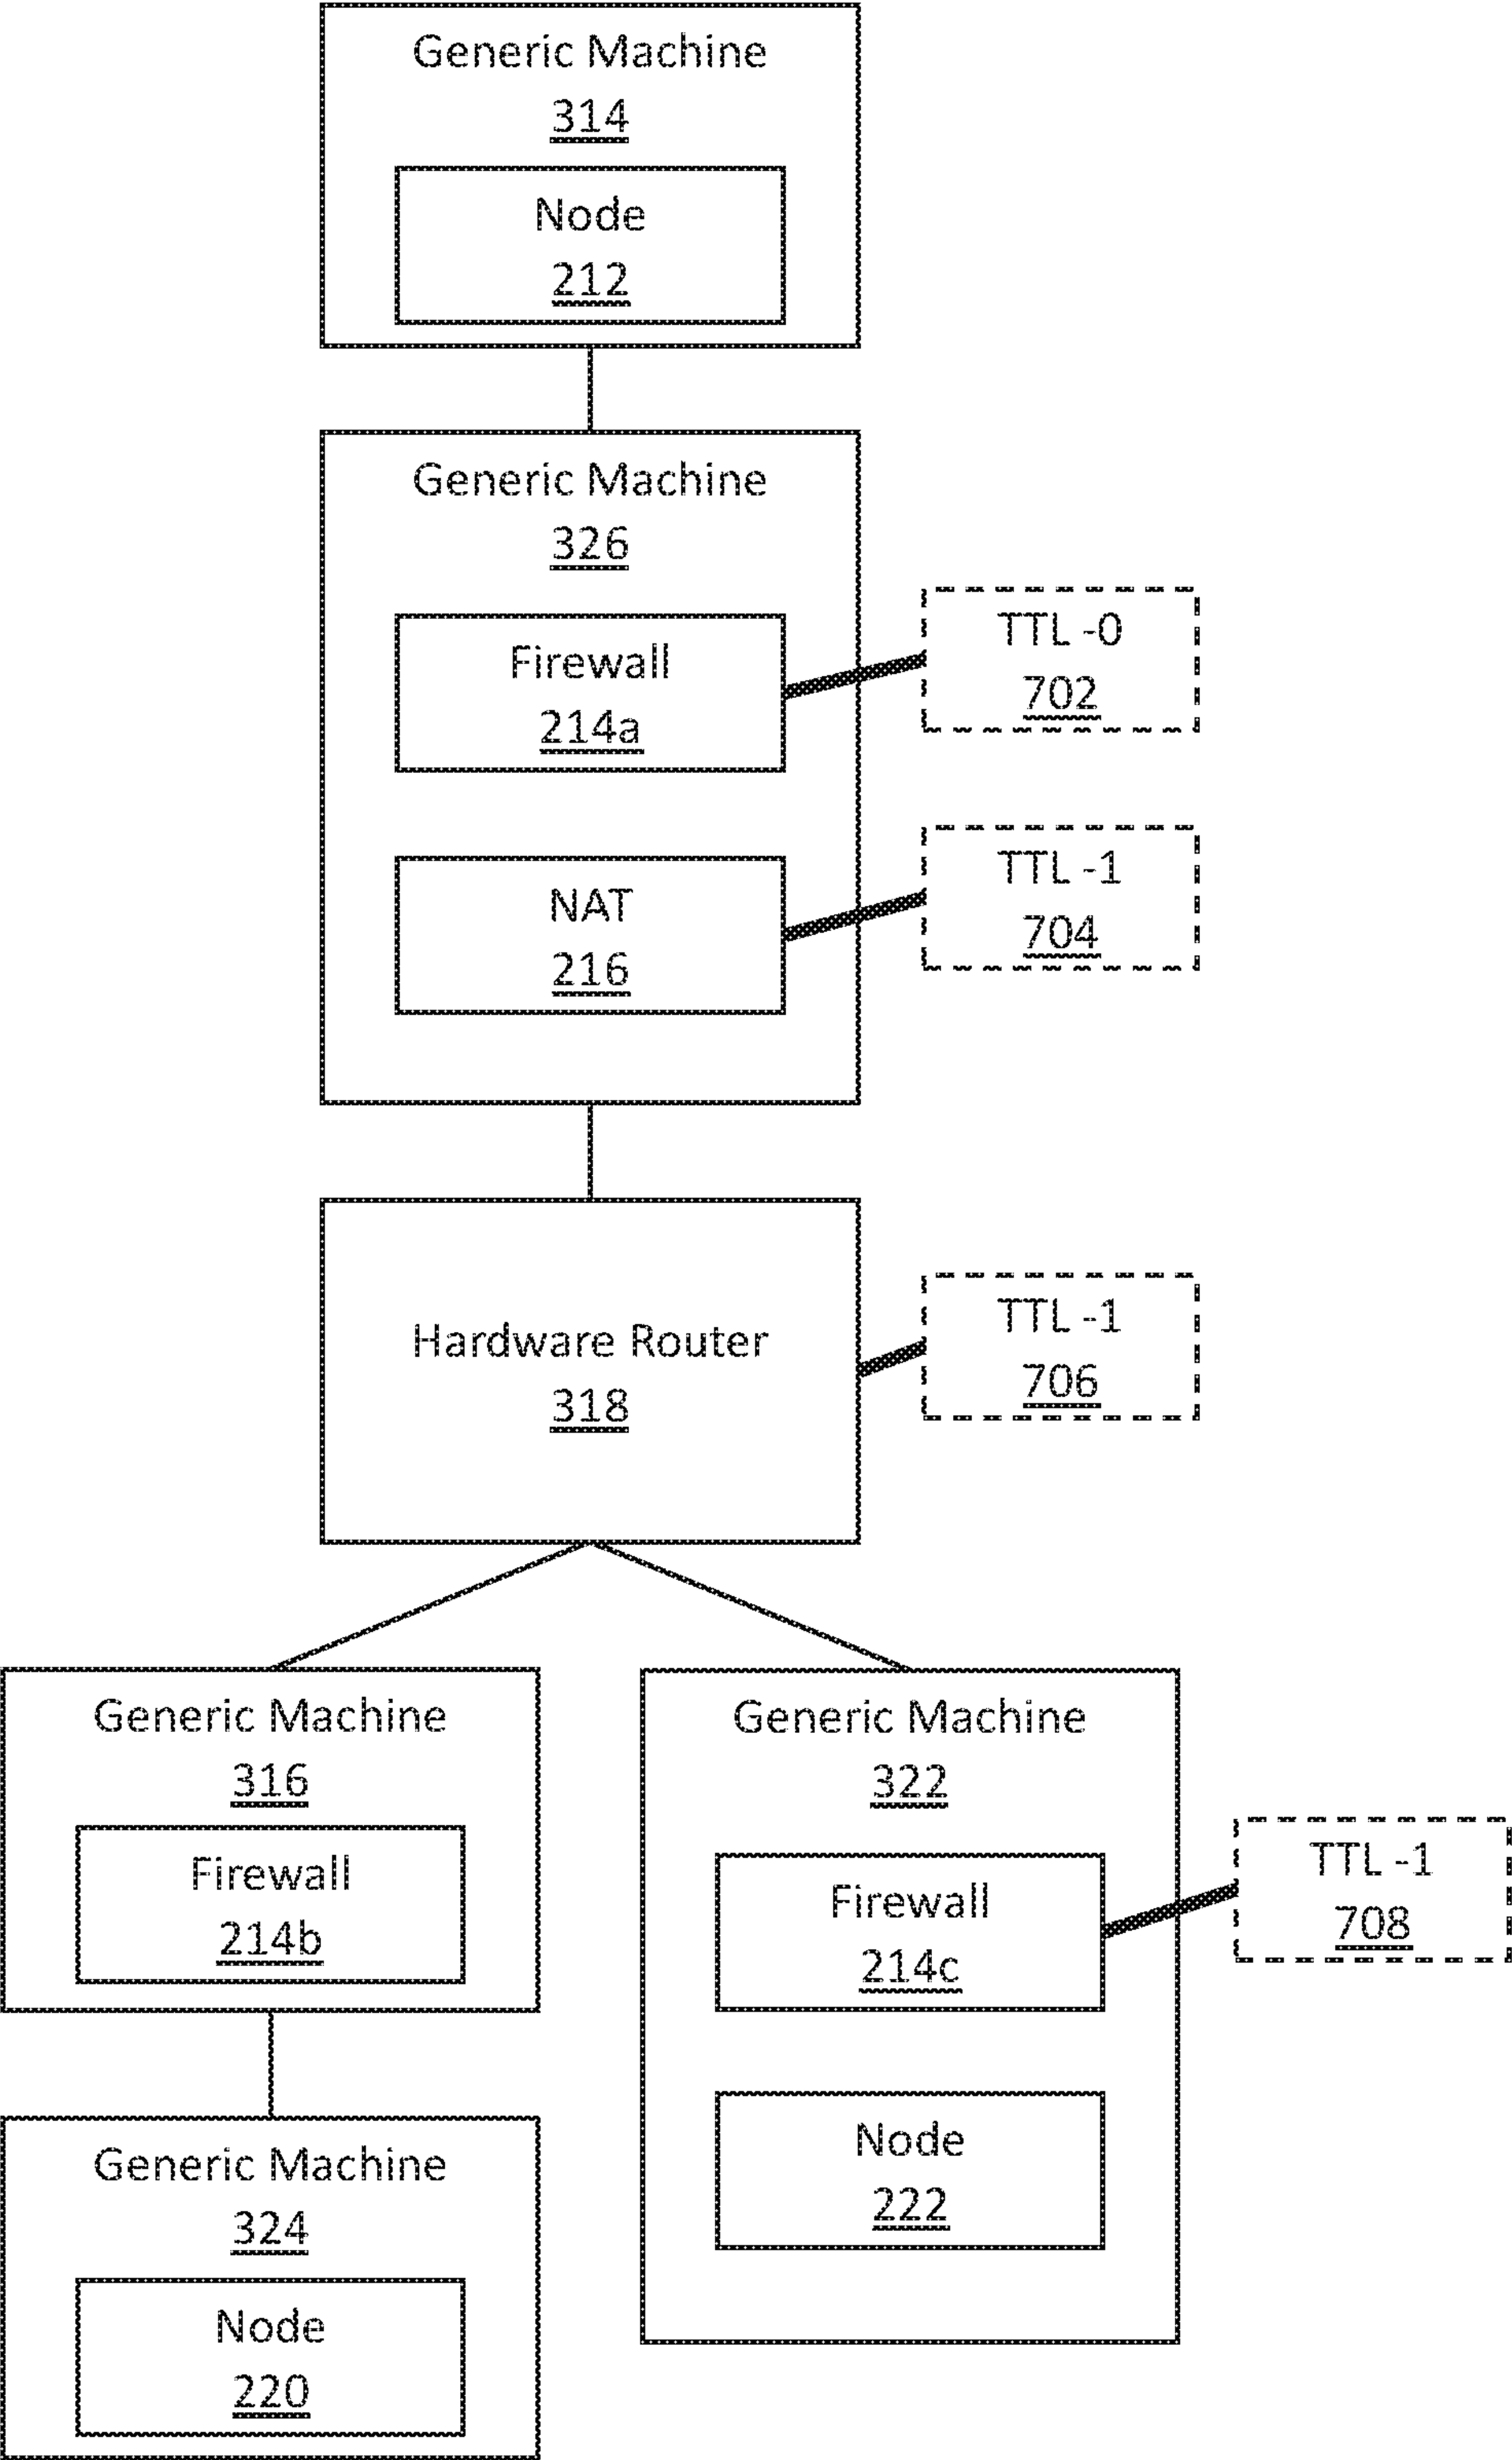 Generic Machine
314
Node
212
Generic Machine
326
Firewall
214a
TTL -0
702
NAT
216
TTL -1
704
Hardware Router
318
TTL -1
706
Generic Machine
316
Firewall
214b
Generic Machine
324
Node
220
Generic Machine
322
Firewall
214c
TTL -1
708
Node
222